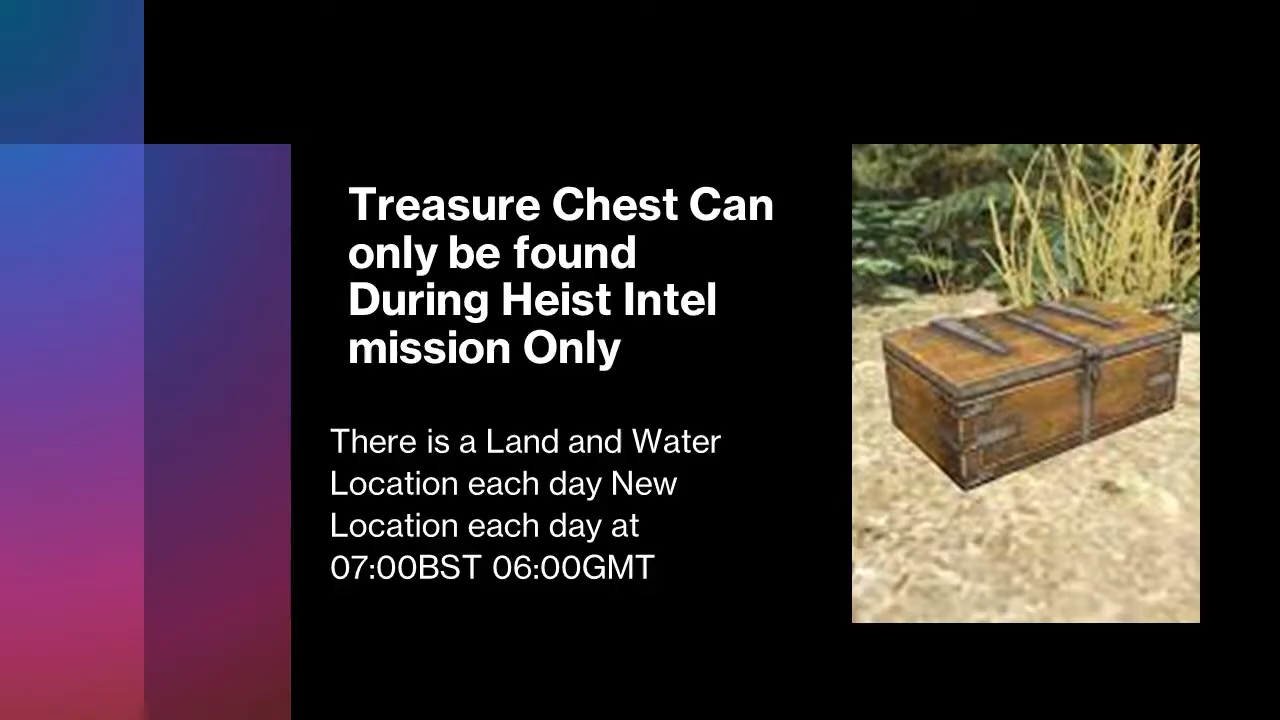 Treasure Chest Can
only be found
During Heist Intel
mission Only
There is a Land and Water
Location each day New
Location each day at
07:00BST 06:00GMT